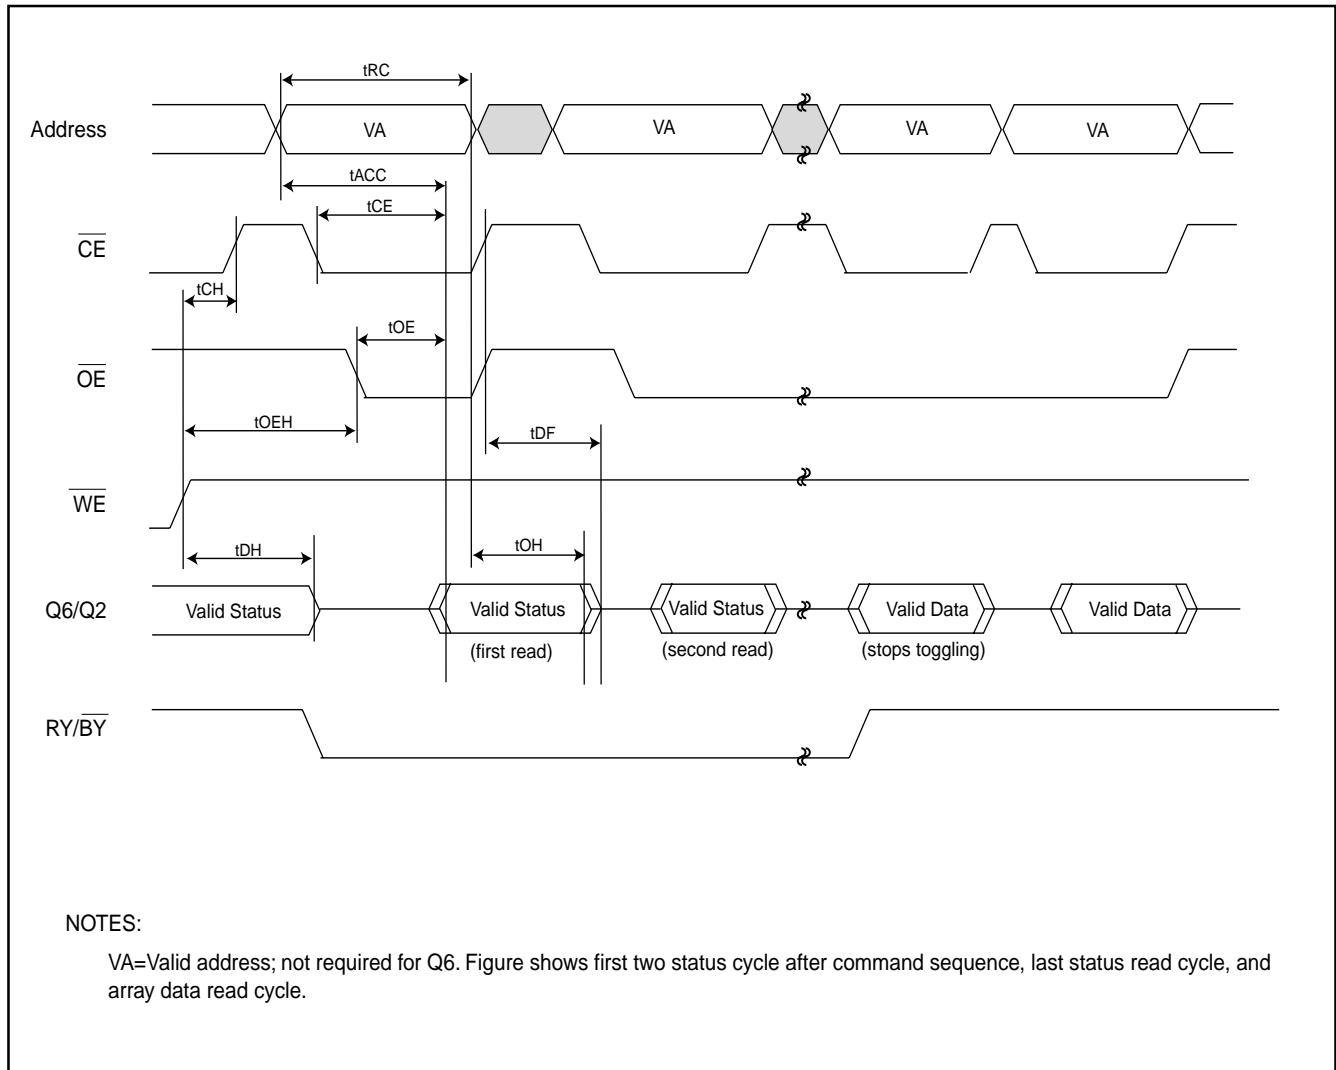 tRC
Address VA VA VA VA
tACC
tCE
CE
tCH
tOE
OE
tOEH
tDF
WE
tDH tOH
Q6/Q2 Valid Status Valid Status Valid Status Valid Data Valid Data
(first read) (second read) (stops toggling)
RY/BY
NOTES:
VA=Valid address; not required for Q6. Figure shows first two status cycle after command sequence, last status read cycle, and
array data read cycle.